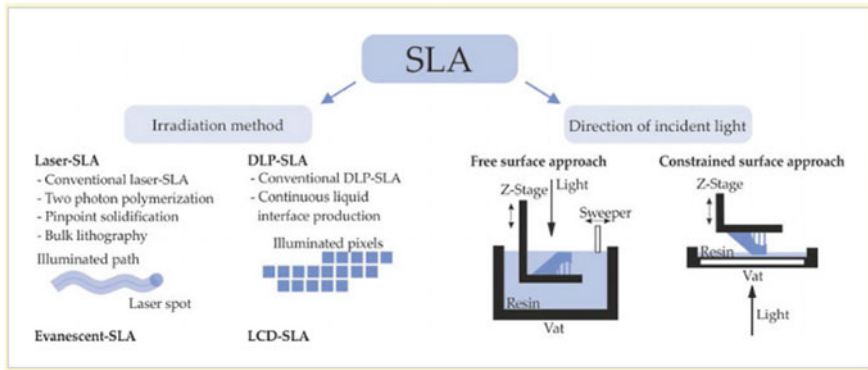 SLA
Irradiation method
Laser-SLA
- Conventional laser-SLA
- Two photon polymerization
- Pinpoint solidification
- Bulk lithography
Illuminated path
Laser spot
Evanescent-SLA
DLP-SLA
- Conventional DLP-SLA
- Continuous liquid
interface production
Illuminated pixels
LCD-SLA
Direction of incident light
Free surface approach
Z-Stage
Light
Sweeper
Resin
Vat
Constrained surface approach
Z-Stage
Resin
Vat
Light